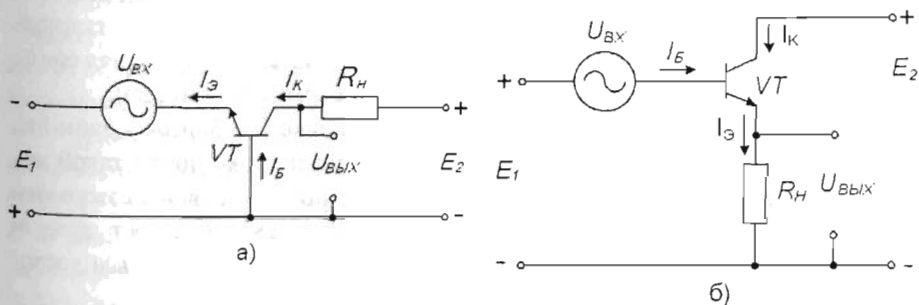 U_ВХ
I_Э
I_К
R_Н
-
+
E_1
VT
I_Б
U_ВЫХ
E_2
+
-
а)
U_ВХ
I_Б
I_К
+
+
E_2
VT
I_Э
E_1
R_Н
U_ВЫХ
-
-
б)